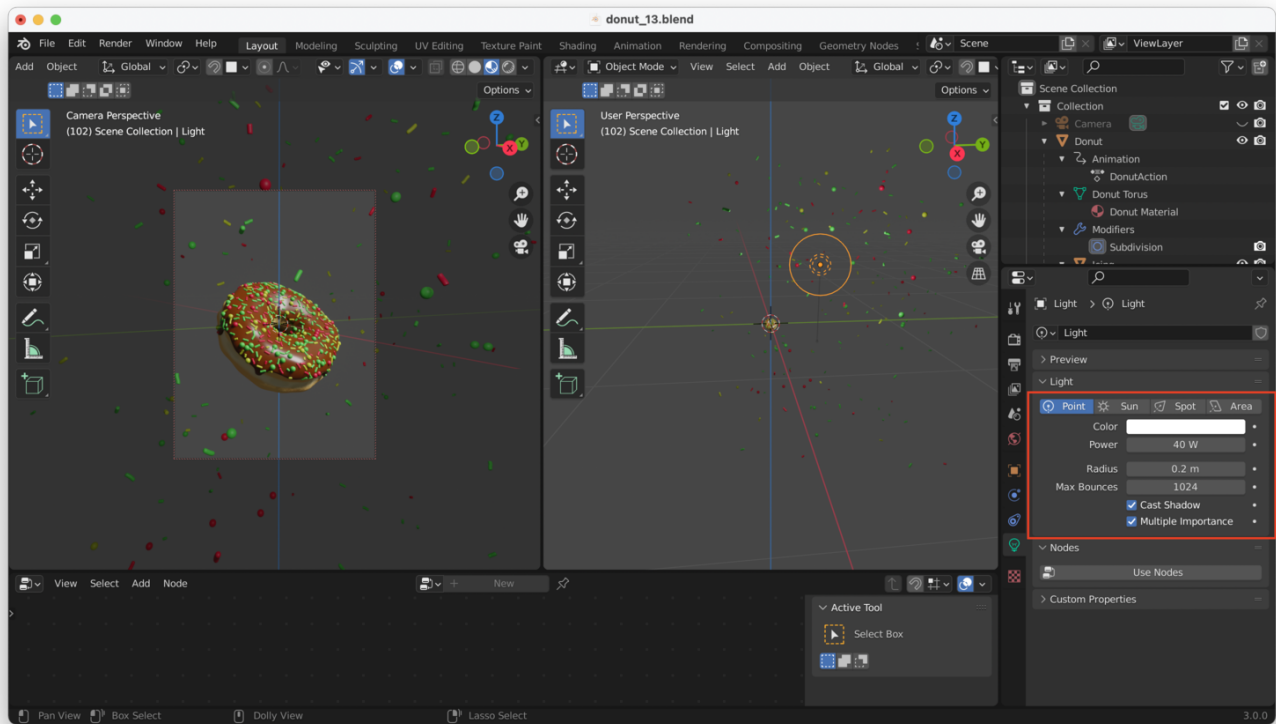 donut_13.blend
File Edit Render Window Help Layout Modeling Sculpting UV Editing Texture Paint Shading Animation Rendering Compositing Geometry Nodes Scene ViewLayer
Add Object Global Object Mode View Select Add Object Global
Options Options
Camera Perspective
(102) Scene Collection | Light
User Perspective
(102) Scene Collection | Light
Z Y X
Z Y X
Scene Collection
Collection
Camera
Donut
Animation
DonutAction
Donut Torus
Donut Material
Modifiers
Subdivision
Icing
Light > Light
Light
Preview
Light
Point Sun Spot Area
Color
Power 40 W
Radius 0.2 m
Max Bounces 1024
Cast Shadow
Multiple Importance
Nodes
Use Nodes
Custom Properties
View Select Add Node New
Active Tool
Select Box
Pan View Box Select Dolly View Lasso Select 3.0.0